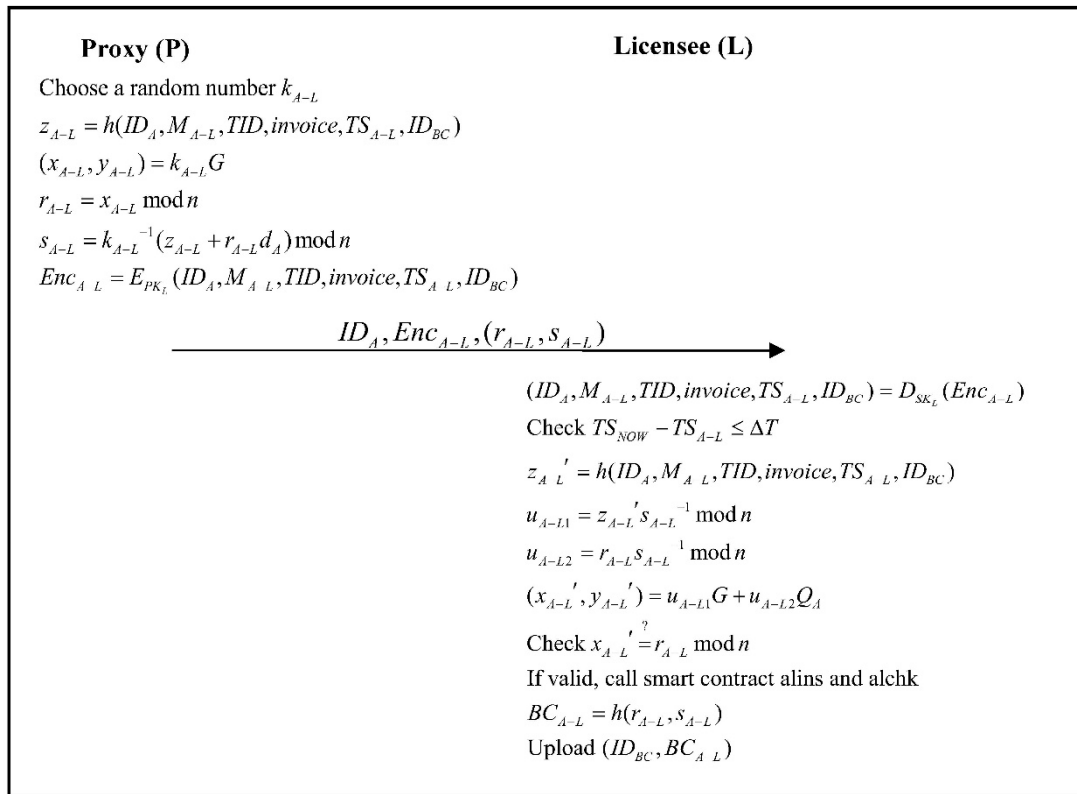 Proxy (P)
Licensee (L)
Choose a random number k_{A-L}
z_{A-L} = h(ID_A, M_{A-L}, TID, invoice, TS_{A-L}, ID_{BC})
(x_{A-L}, y_{A-L}) = k_{A-L}G
r_{A-L} = x_{A-L} mod n
s_{A-L} = k_{A-L}^{-1}(z_{A-L} + r_{A-L}d_A) mod n
Enc_{A L} = E_{PK_L}(ID_A, M_{A L}, TID, invoice, TS_{A L}, ID_{BC})
ID_A, Enc_{A-L}, (r_{A-L}, s_{A-L})
(ID_A, M_{A-L}, TID, invoice, TS_{A-L}, ID_{BC}) = D_{SK_L}(Enc_{A-L})
Check TS_{NOW} − TS_{A-L} ≤ ΔT
z_{A L}' = h(ID_A, M_{A L}, TID, invoice, TS_{A L}, ID_{BC})
u_{A-L1} = z_{A-L}'s_{A-L}^{-1} mod n
u_{A-L2} = r_{A-L}s_{A-L}^{1} mod n
(x_{A-L}', y_{A-L}') = u_{A-L1}G + u_{A-L2}Q_A
Check x_{A L}' ?= r_{A L} mod n
If valid, call smart contract alins and alchk
BC_{A-L} = h(r_{A-L}, s_{A-L})
Upload (ID_{BC}, BC_{A L})